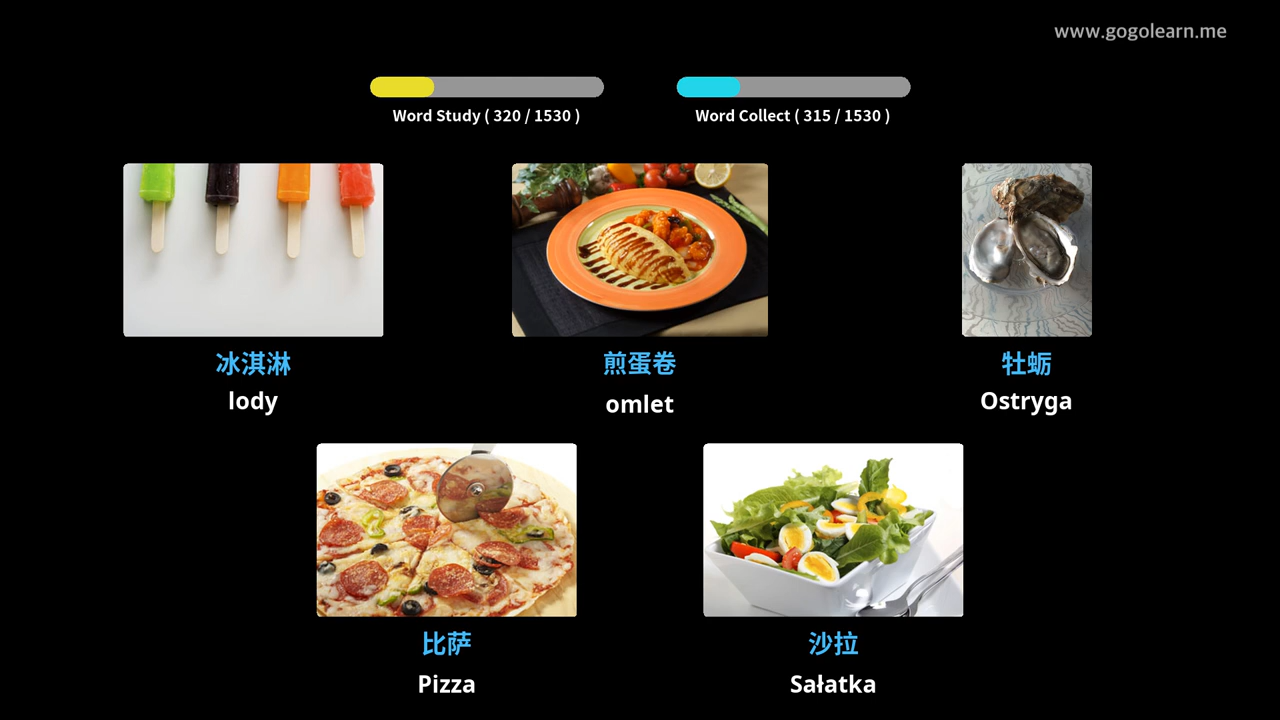 www.gogolearn.me
Word Study ( 320 / 1530 )
Word Collect ( 315 / 1530 )
冰淇淋
lody
煎蛋卷
omlet
牡蛎
Ostryga
比萨
Pizza
沙拉
Sałatka